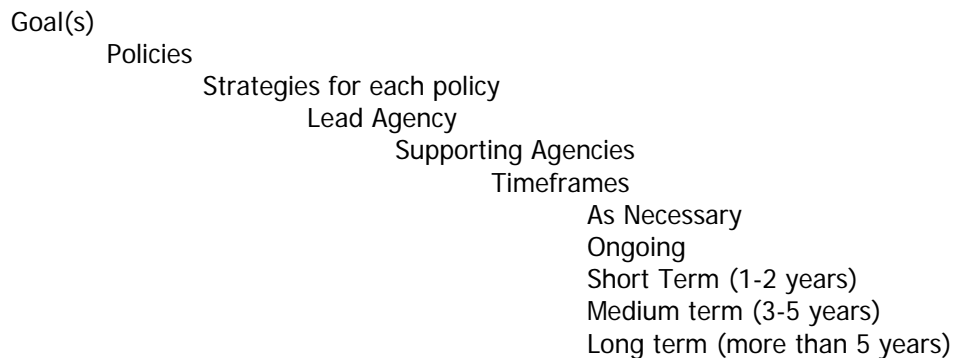 Goal(s)
Policies
Strategies for each policy
Lead Agency
Supporting Agencies
Timeframes
As Necessary
Ongoing
Short Term (1-2 years)
Medium term (3-5 years)
Long term (more than 5 years)